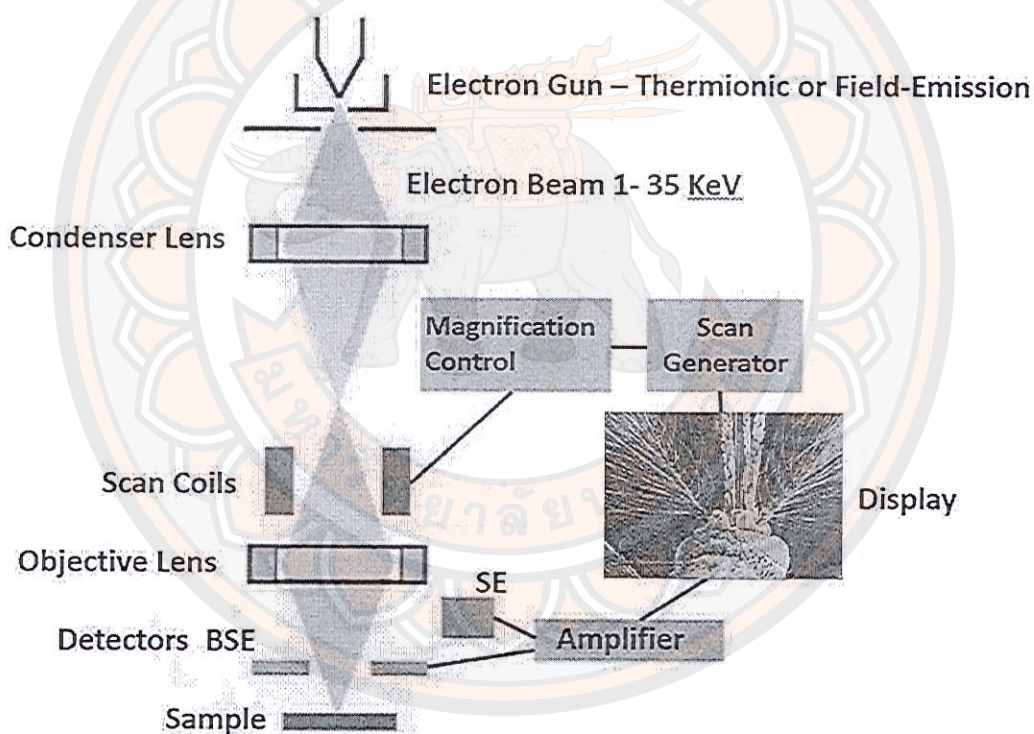 Electron Gun – Thermionic or Field-Emission
Electron Beam 1- 35 KeV
Condenser Lens
Magnification
Control
Scan
Generator
Scan Coils
Display
Objective Lens
SE
Detectors BSE
Amplifier
Sample